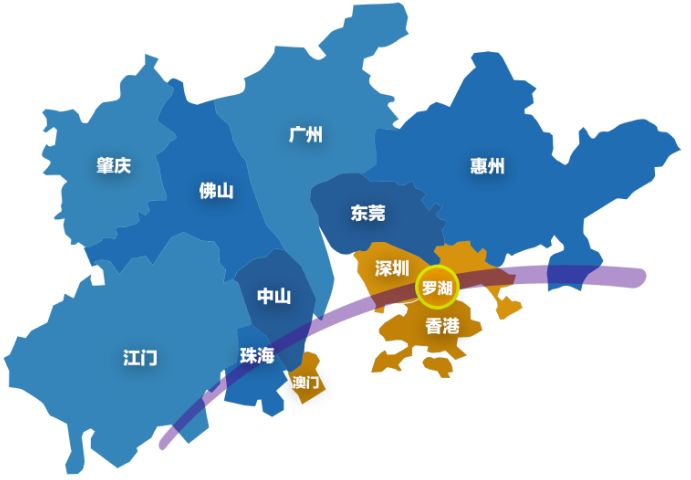 广州
肇庆
惠州
佛山
东莞
深圳
罗湖
中山
香港
江门
珠海
澳门